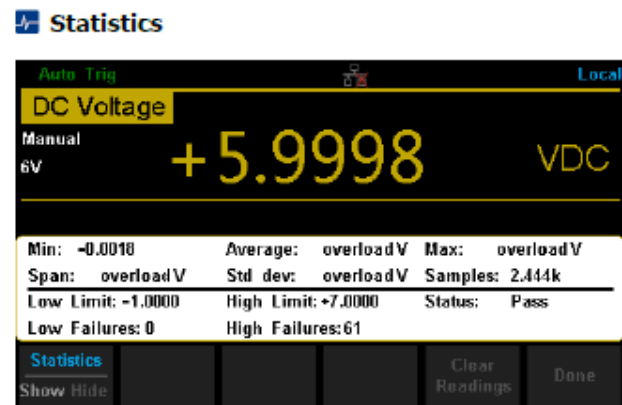 Statistics
Auto Trig Local
DC Voltage
Manual
6V
+5.9998 VDC
Min: -0.0018 Average: overload V Max: overload V
Span: overload V Std dev: overload V Samples: 2.444k
Low Limit: -1.0000 High Limit: +7.0000 Status: Pass
Low Failures: 0 High Failures: 61
Statistics
Show Hide
Clear
Readings
Done